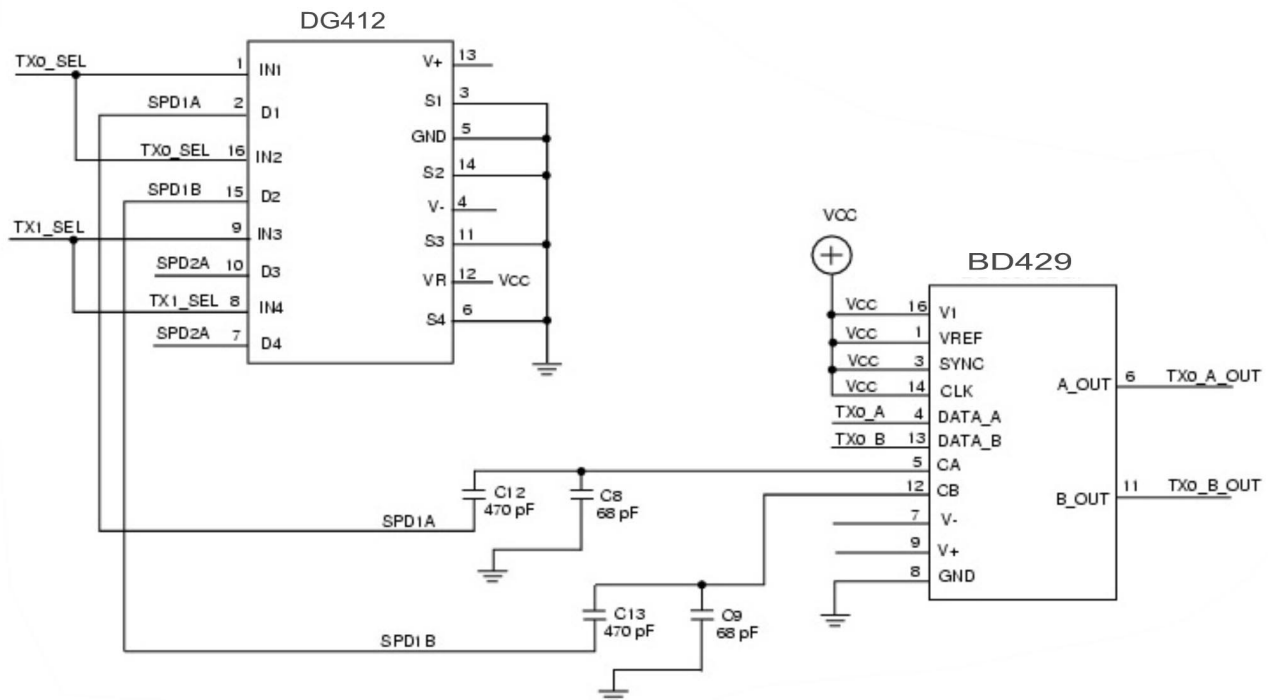 DG412
TX0_SEL 1 IN1 V+ 13
SPD1A 2 D1 S1 3
GND 5
TX0_SEL 16 IN2 S2 14
SPD1B 15 D2 V- 4
TX1_SEL 9 IN3 S3 11
SPD2A 10 D3 VR 12 VCC
TX1_SEL 8 IN4 S4 6
SPD2A 7 D4
VCC
BD429
VCC 16 V1
VCC 1 VREF
VCC 3 SYNC
VCC 14 CLK A_OUT 6 TX0_A_OUT
TX0_A 4 DATA_A
TX0_B 13 DATA_B
5 CA
12 CB B_OUT 11 TX0_B_OUT
7 V-
9 V+
8 GND
C12
470 pF
C8
68 pF
SPD1A
C13
470 pF
C9
68 pF
SPD1B